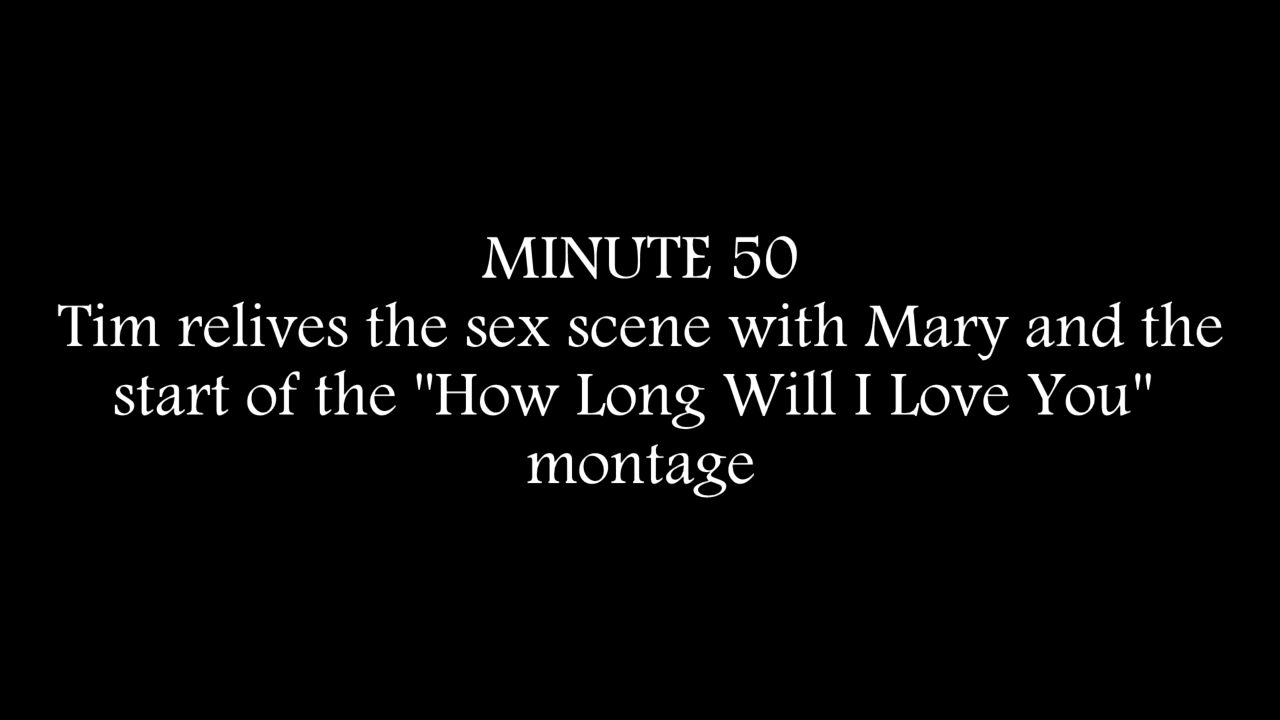 MINUTE 50
Tim relives the sex scene with Mary and the
start of the "How Long Will I Love You"
montage